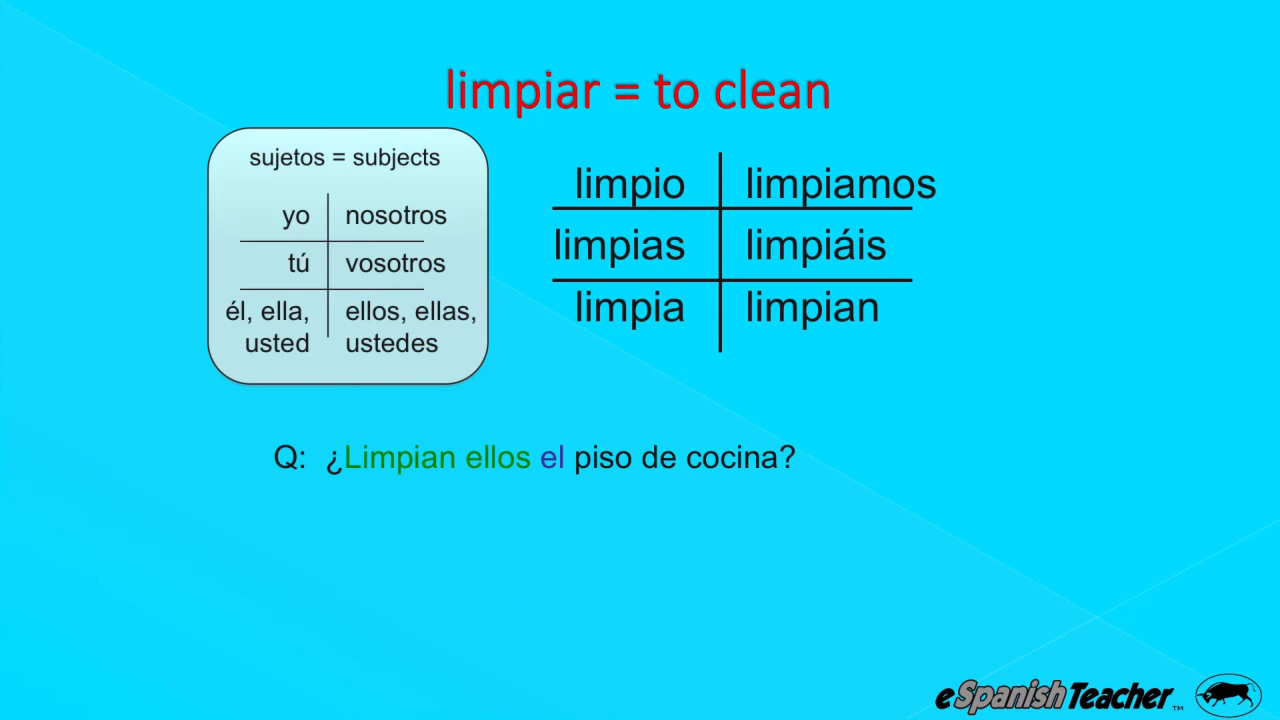 limpiar = to clean
sujetos = subjects
yo nosotros
tú vosotros
él, ella, ellos, ellas,
usted ustedes
limpio limpiamos
limpias limpiáis
limpia limpian
Q: ¿Limpian ellos el piso de cocina?
eSpanishTeacher™